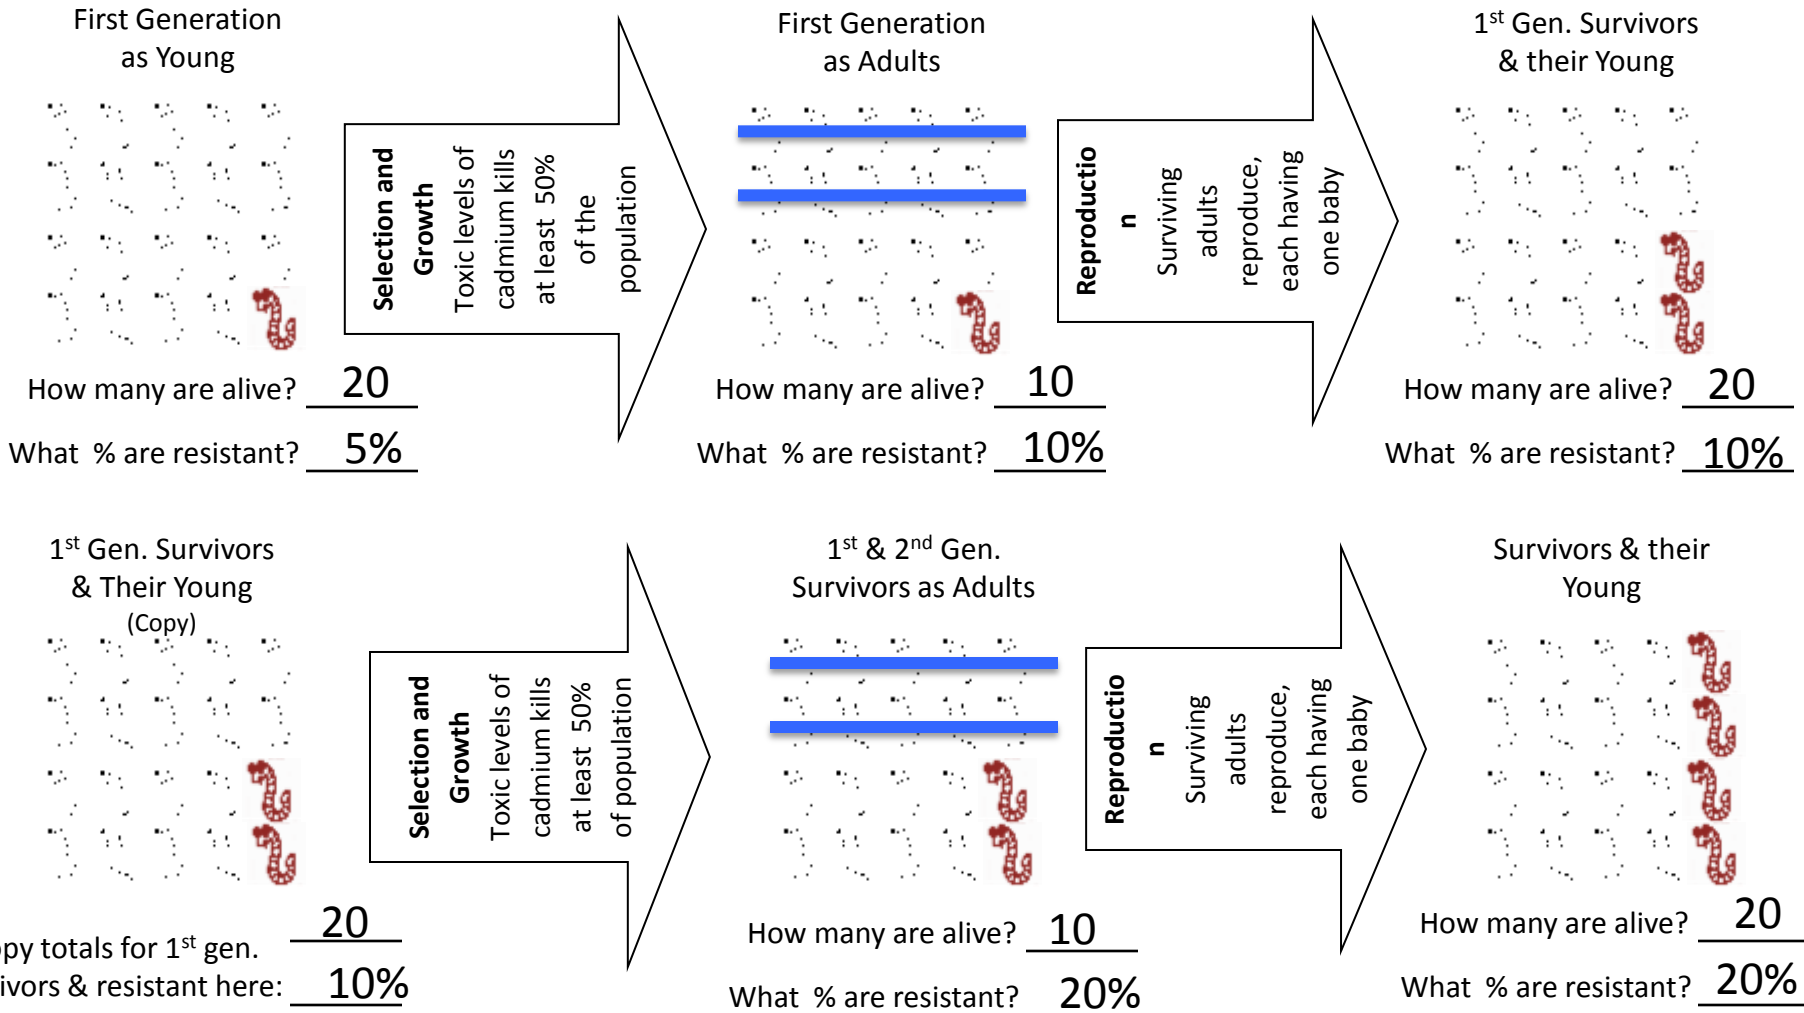 First Generation
as Young
Selection and
Growth
Toxic levels of
cadmium kills
at least 50%
of the
population
First Generation
as Adults
Reproductio
n
Surviving
adults
reproduce,
each having
one baby
1st Gen. Survivors
& their Young
How many are alive? 20
What % are resistant? 5%
How many are alive? 10
What % are resistant? 10%
How many are alive? 20
What % are resistant? 10%
1st Gen. Survivors
& Their Young
(Copy)
Selection and
Growth
Toxic levels of
cadmium kills
at least 50%
of population
1st & 2nd Gen.
Survivors as Adults
Reproductio
n
Surviving
adults
reproduce,
each having
one baby
Survivors & their
Young
opy totals for 1st gen. 20
vivors & resistant here: 10%
How many are alive? 10
What % are resistant? 20%
How many are alive? 20
What % are resistant? 20%